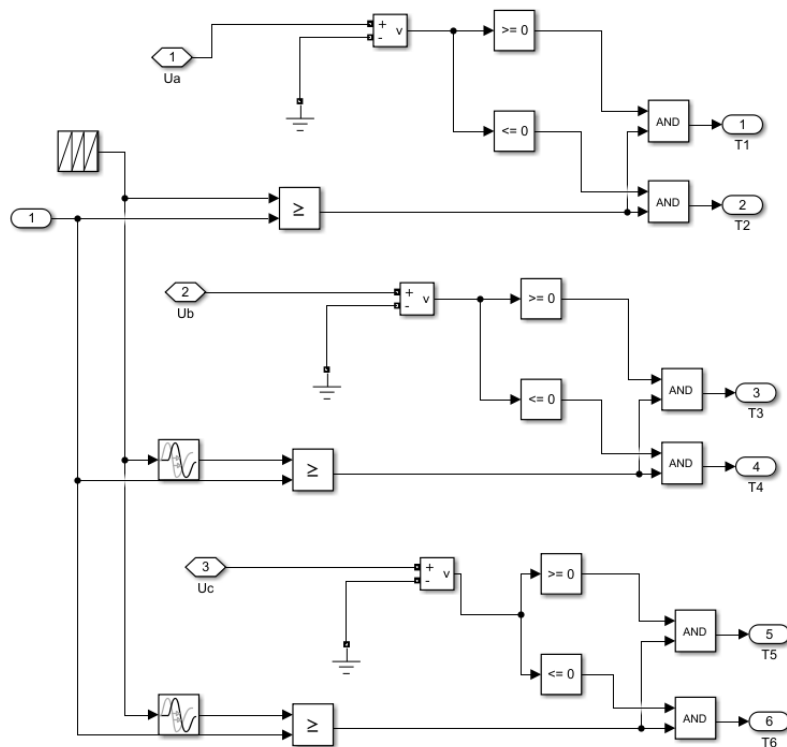 +
-
v
1
Ua
>= 0
<= 0
AND
1
T1
1
≥
AND
2
T2
2
Ub
+
-
v
>= 0
<= 0
AND
3
T3
≥
AND
4
T4
3
Uc
+
-
v
>= 0
<= 0
AND
5
T5
≥
AND
6
T6